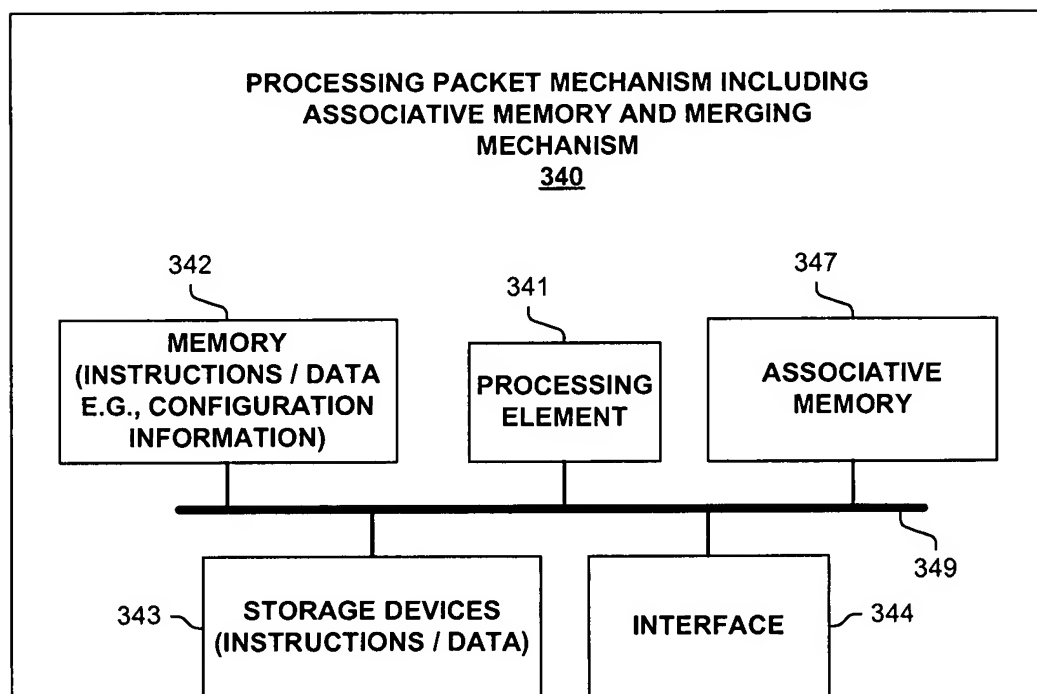 PROCESSING PACKET MECHANISM INCLUDING
ASSOCIATIVE MEMORY AND MERGING
MECHANISM
340
342
341
347
MEMORY
(INSTRUCTIONS / DATA
E.G., CONFIGURATION
INFORMATION)
PROCESSING
ELEMENT
ASSOCIATIVE
MEMORY
349
343
STORAGE DEVICES
(INSTRUCTIONS / DATA)
INTERFACE
344